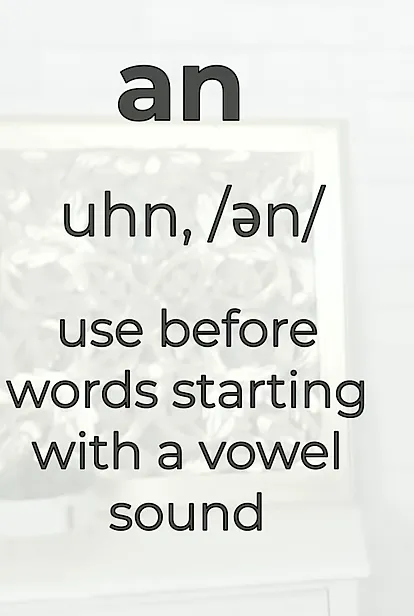 an
uhn, /ən/
use before
words starting
with a vowel
sound